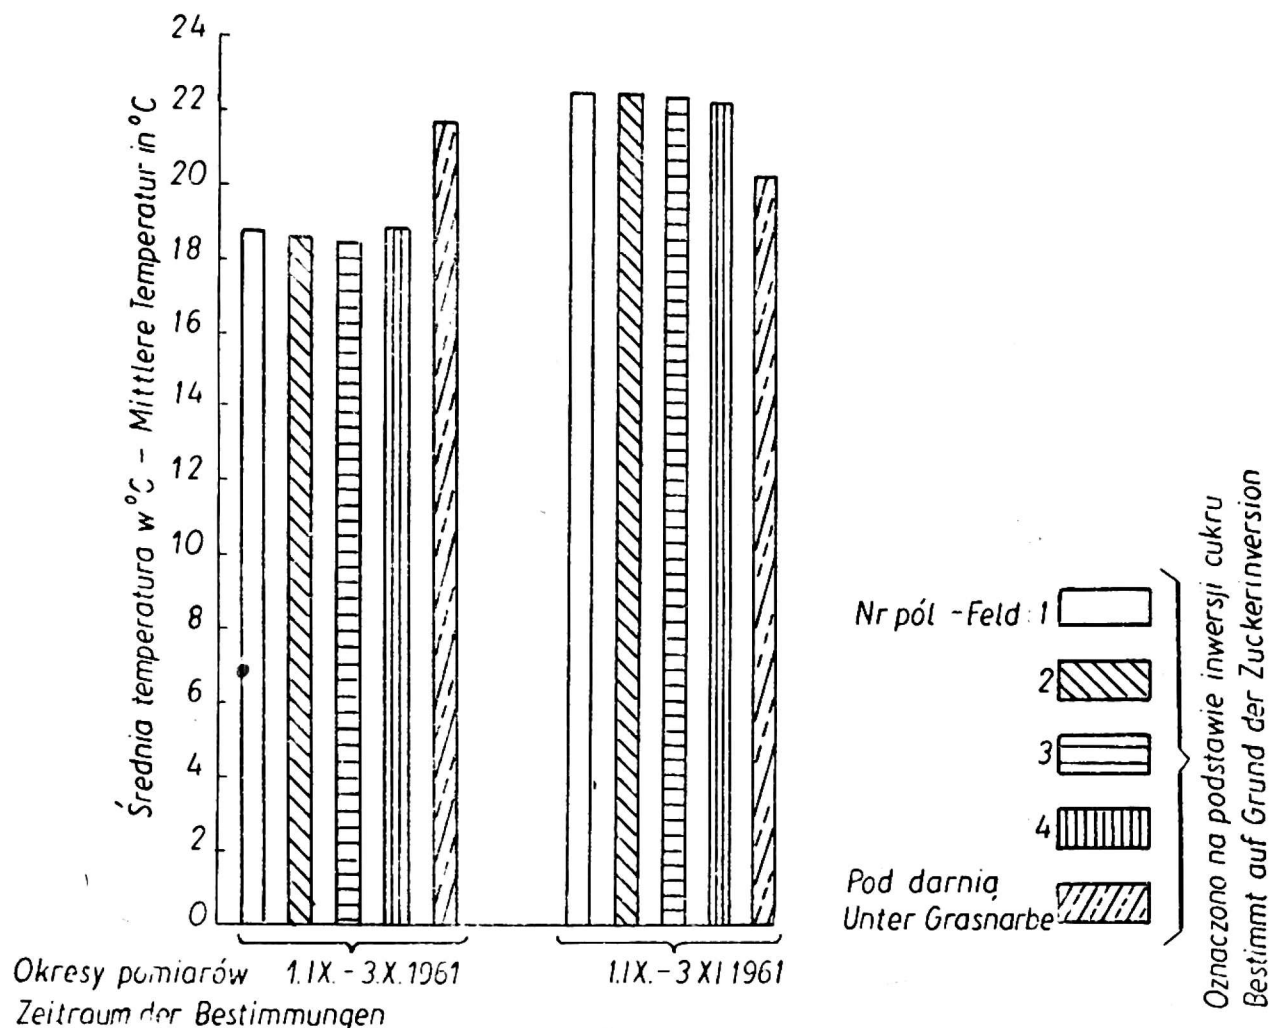 Średnia temperatura w °C - Mittlere Temperatur in °C
24
22
20
18
16
14
12
10
8
6
4
2
0
Okresy pomiarów 1.IX.-3.X.1961 1.IX.-3 XI 1961
Zeitraum der Bestimmungen
Nr pól - Feld : 1
2
3
4
Pod darnią
Unter Grasnarbe
Oznaczono na podstawie inwersji cukru
Bestimmt auf Grund der Zuckerinversion